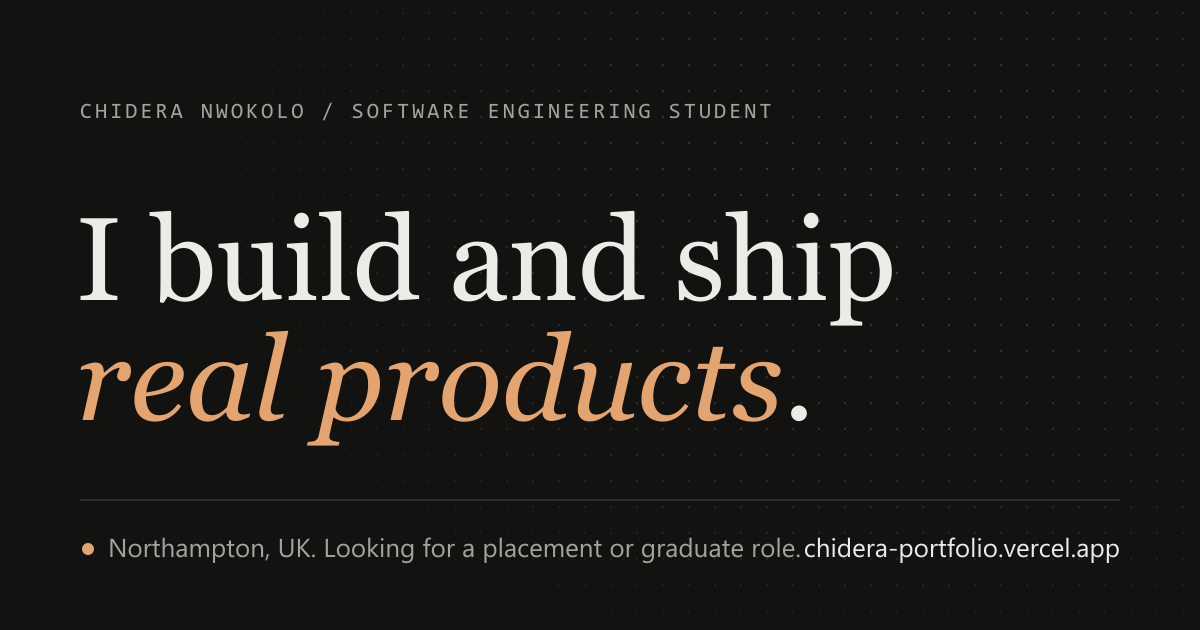 CHIDERA NWOKOLO / SOFTWARE ENGINEERING STUDENT
I build and ship
real products.
Northampton, UK. Looking for a placement or graduate role. chidera-portfolio.vercel.app